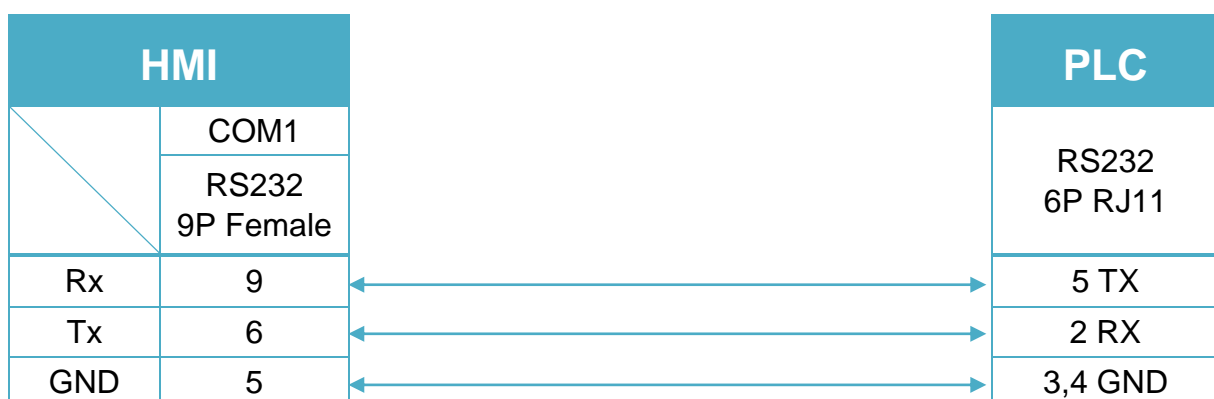 HMI
PLC
COM1
RS232
9P Female
RS232
6P RJ11
Rx 9 5 TX
Tx 6 2 RX
GND 5 3,4 GND